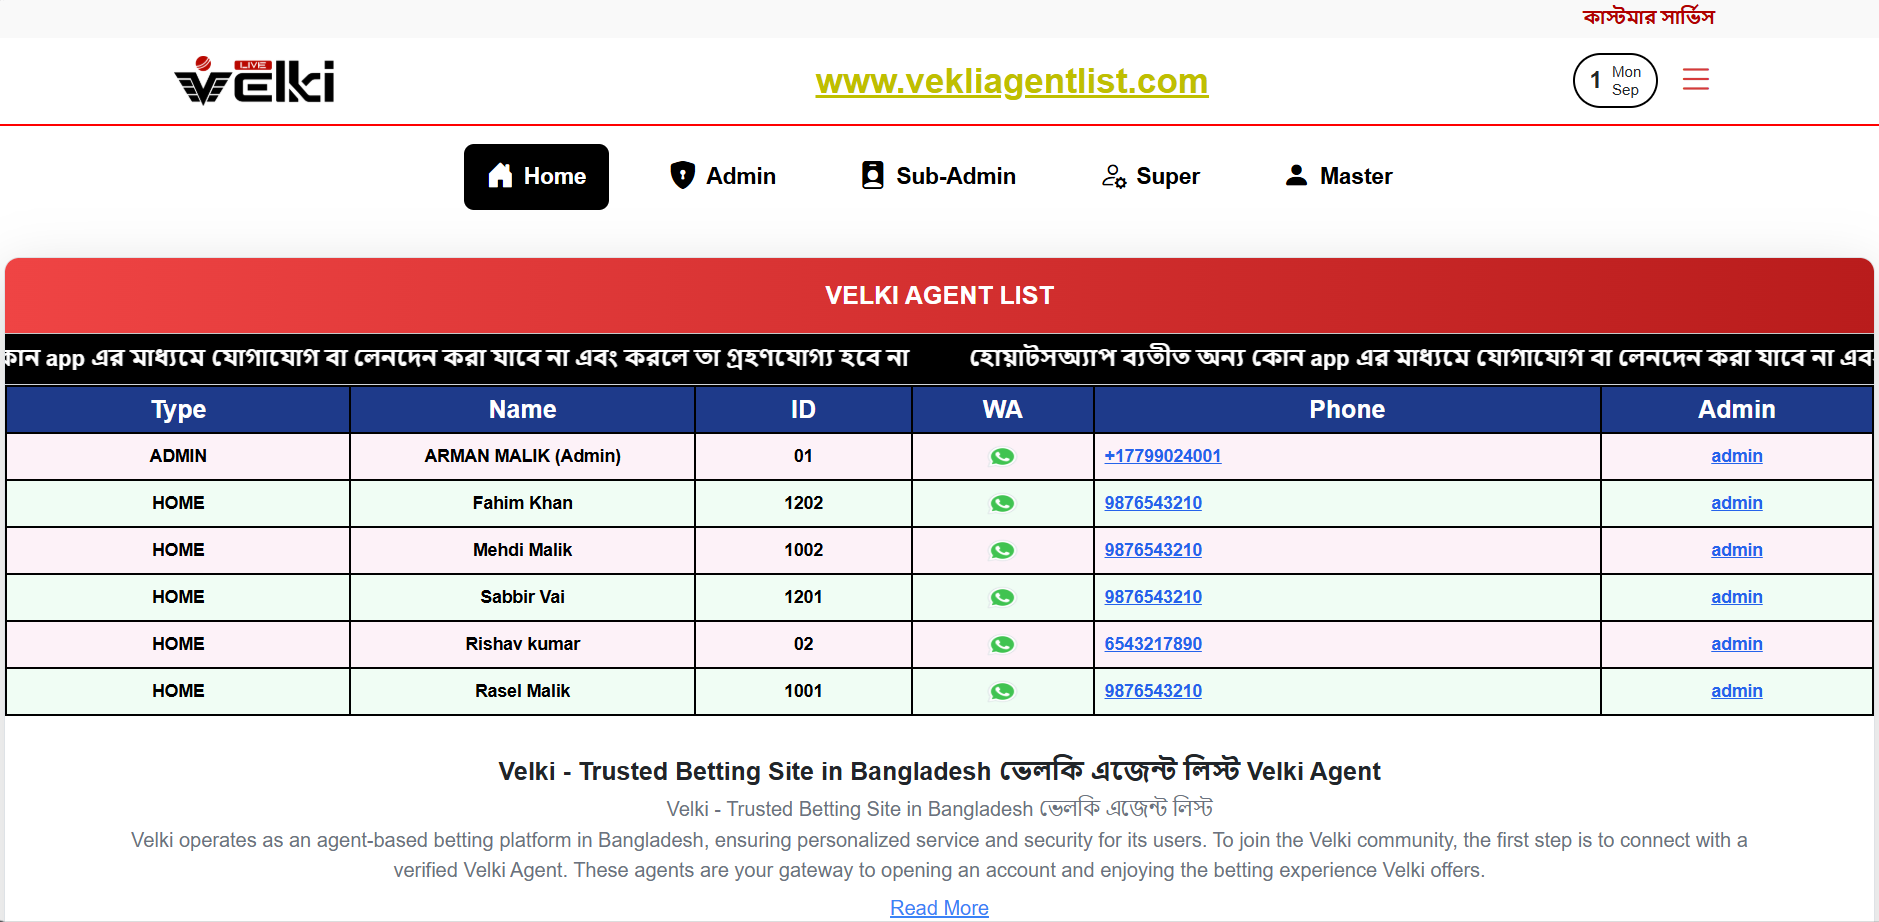 কাস্টমার সার্ভিস
LIVE
Velki
www.vekliagentlist.com
1 Mon Sep
Home Admin Sub-Admin Super Master
VELKI AGENT LIST
কোন app এর মাধ্যমে যোগাযোগ বা লেনদেন করা যাবে না এবং করলে তা গ্রহণযোগ্য হবে না হোয়াটসঅ্যাপ ব্যতীত অন্য কোন app এর মাধ্যমে যোগাযোগ বা লেনদেন করা যাবে না
Type Name ID WA Phone Admin
ADMIN ARMAN MALIK (Admin) 01 +17799024001 admin
HOME Fahim Khan 1202 9876543210 admin
HOME Mehdi Malik 1002 9876543210 admin
HOME Sabbir Vai 1201 9876543210 admin
HOME Rishav kumar 02 6543217890 admin
HOME Rasel Malik 1001 9876543210 admin
Velki - Trusted Betting Site in Bangladesh ভেলকি এজেন্ট লিস্ট Velki Agent
Velki - Trusted Betting Site in Bangladesh ভেলকি এজেন্ট লিস্ট
Velki operates as an agent-based betting platform in Bangladesh, ensuring personalized service and security for its users. To join the Velki community, the first step is to connect with a
verified Velki Agent. These agents are your gateway to opening an account and enjoying the betting experience Velki offers.
Read More